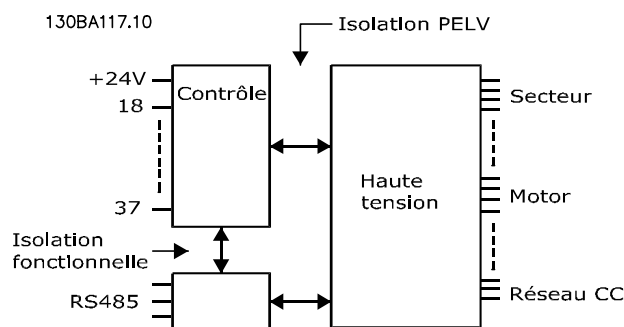 130BA117.10
Isolation PELV
+24V
18
37
Contrôle
Haute
tension
Secteur
Motor
Réseau CC
Isolation
fonctionnelle
RS485